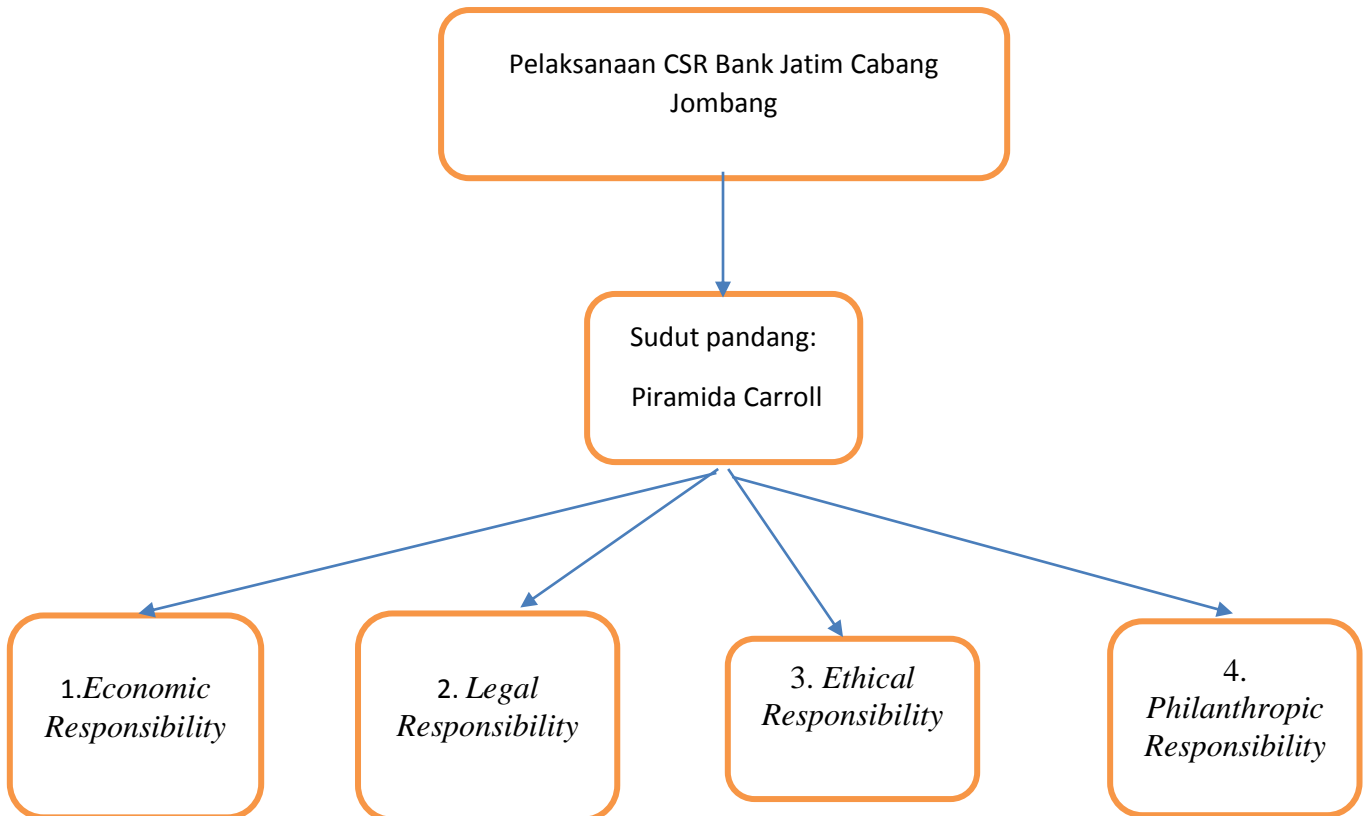 Pelaksanaan CSR Bank Jatim Cabang
Jombang
Sudut pandang:
Piramida Carroll
1.Economic
Responsibility
2. Legal
Responsibility
3. Ethical
Responsibility
4.
Philanthropic
Responsibility